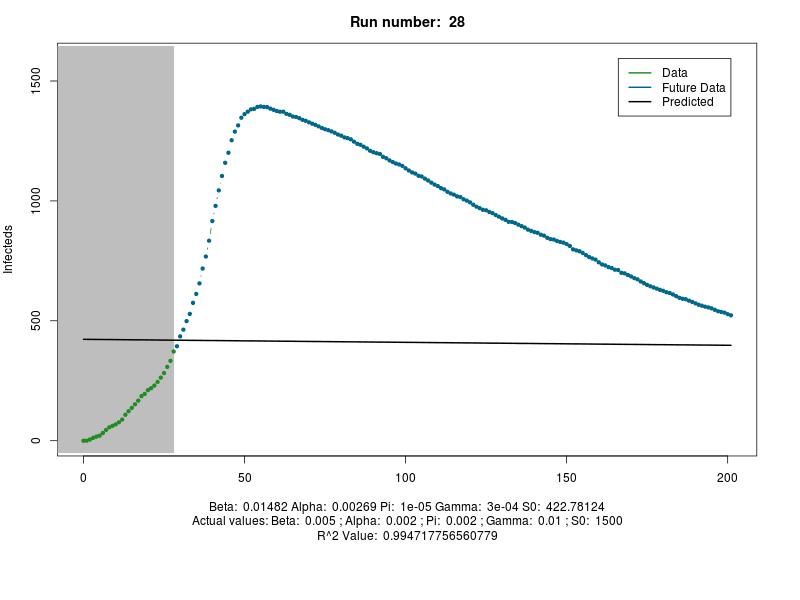 Run number: 28
Data
Future Data
Predicted
Infecteds
1500
1000
500
0
0 50 100 150 200
Beta: 0.01482 Alpha: 0.00269 Pi: 1e-05 Gamma: 3e-04 S0: 422.78124
Actual values: Beta: 0.005 ; Alpha: 0.002 ; Pi: 0.002 ; Gamma: 0.01 ; S0: 1500
R^2 Value: 0.994717756560779